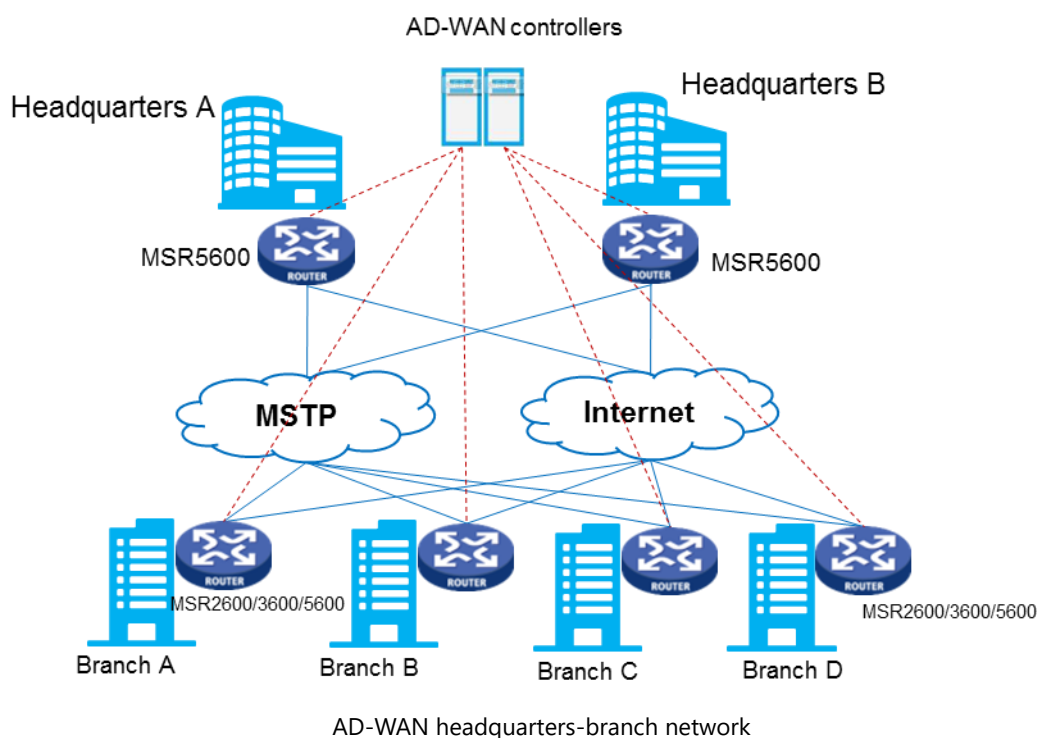 AD-WAN controllers
Headquarters A
Headquarters B
ROUTER
MSR5600
ROUTER
MSR5600
MSTP
Internet
ROUTER
MSR2600/3600/5600
ROUTER
ROUTER
ROUTER
MSR2600/3600/5600
Branch A
Branch B
Branch C
Branch D
AD-WAN headquarters-branch network